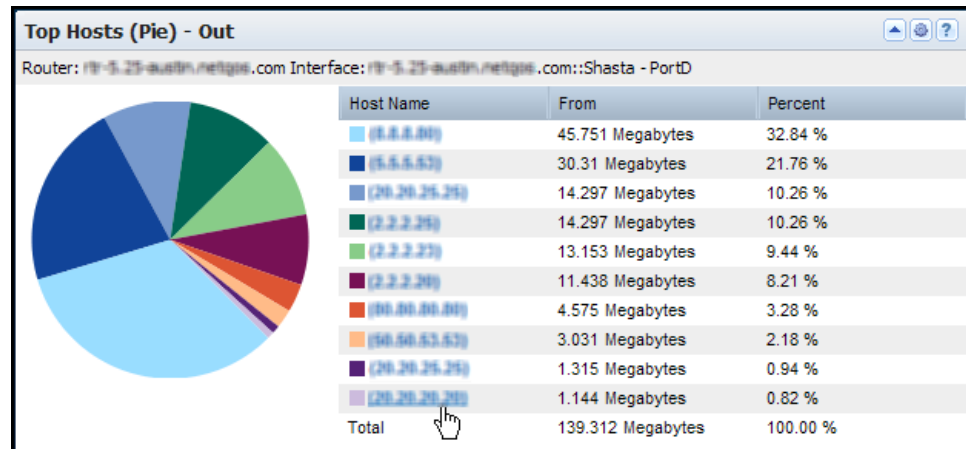 Top Hosts (Pie) - Out
?
Router: .com Interface: .com::Shasta - PortD
Host Name From Percent
45.751 Megabytes 32.84 %
30.31 Megabytes 21.76 %
14.297 Megabytes 10.26 %
14.297 Megabytes 10.26 %
13.153 Megabytes 9.44 %
11.438 Megabytes 8.21 %
4.575 Megabytes 3.28 %
3.031 Megabytes 2.18 %
1.315 Megabytes 0.94 %
1.144 Megabytes 0.82 %
Total 139.312 Megabytes 100.00 %